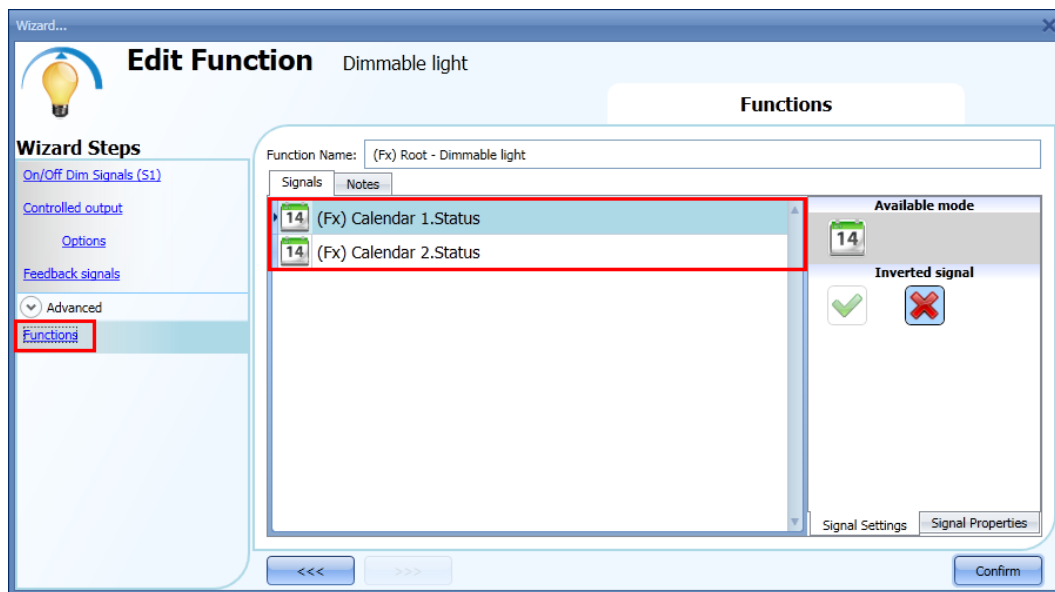 Wizard...
Edit Function Dimmable light
Functions
Wizard Steps
On/Off Dim Signals (S1)
Controlled output
Options
Feedback signals
Advanced
Functions
Function Name: (Fx) Root - Dimmable light
Signals Notes
14 (Fx) Calendar 1.Status
14 (Fx) Calendar 2.Status
Available mode
14
Inverted signal
Signal Settings Signal Properties
<<< >>> Confirm